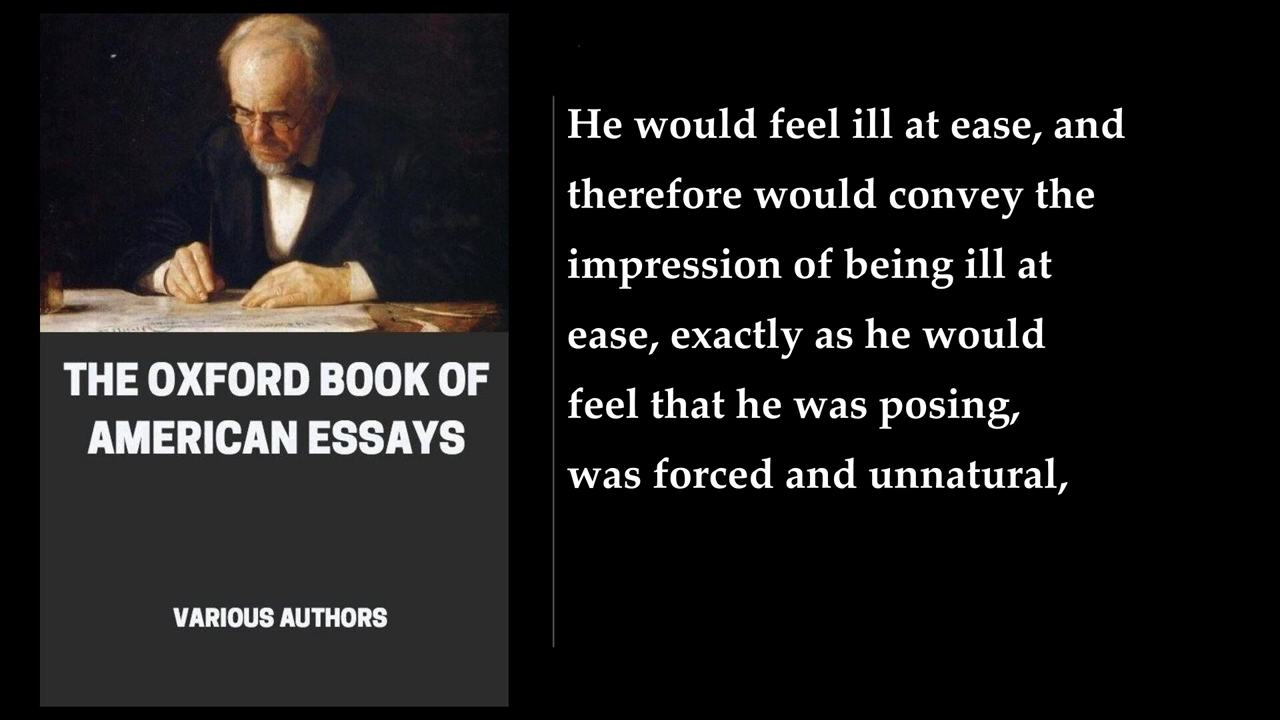 THE OXFORD BOOK OF
AMERICAN ESSAYS
VARIOUS AUTHORS
He would feel ill at ease, and
therefore would convey the
impression of being ill at
ease, exactly as he would
feel that he was posing,
was forced and unnatural,